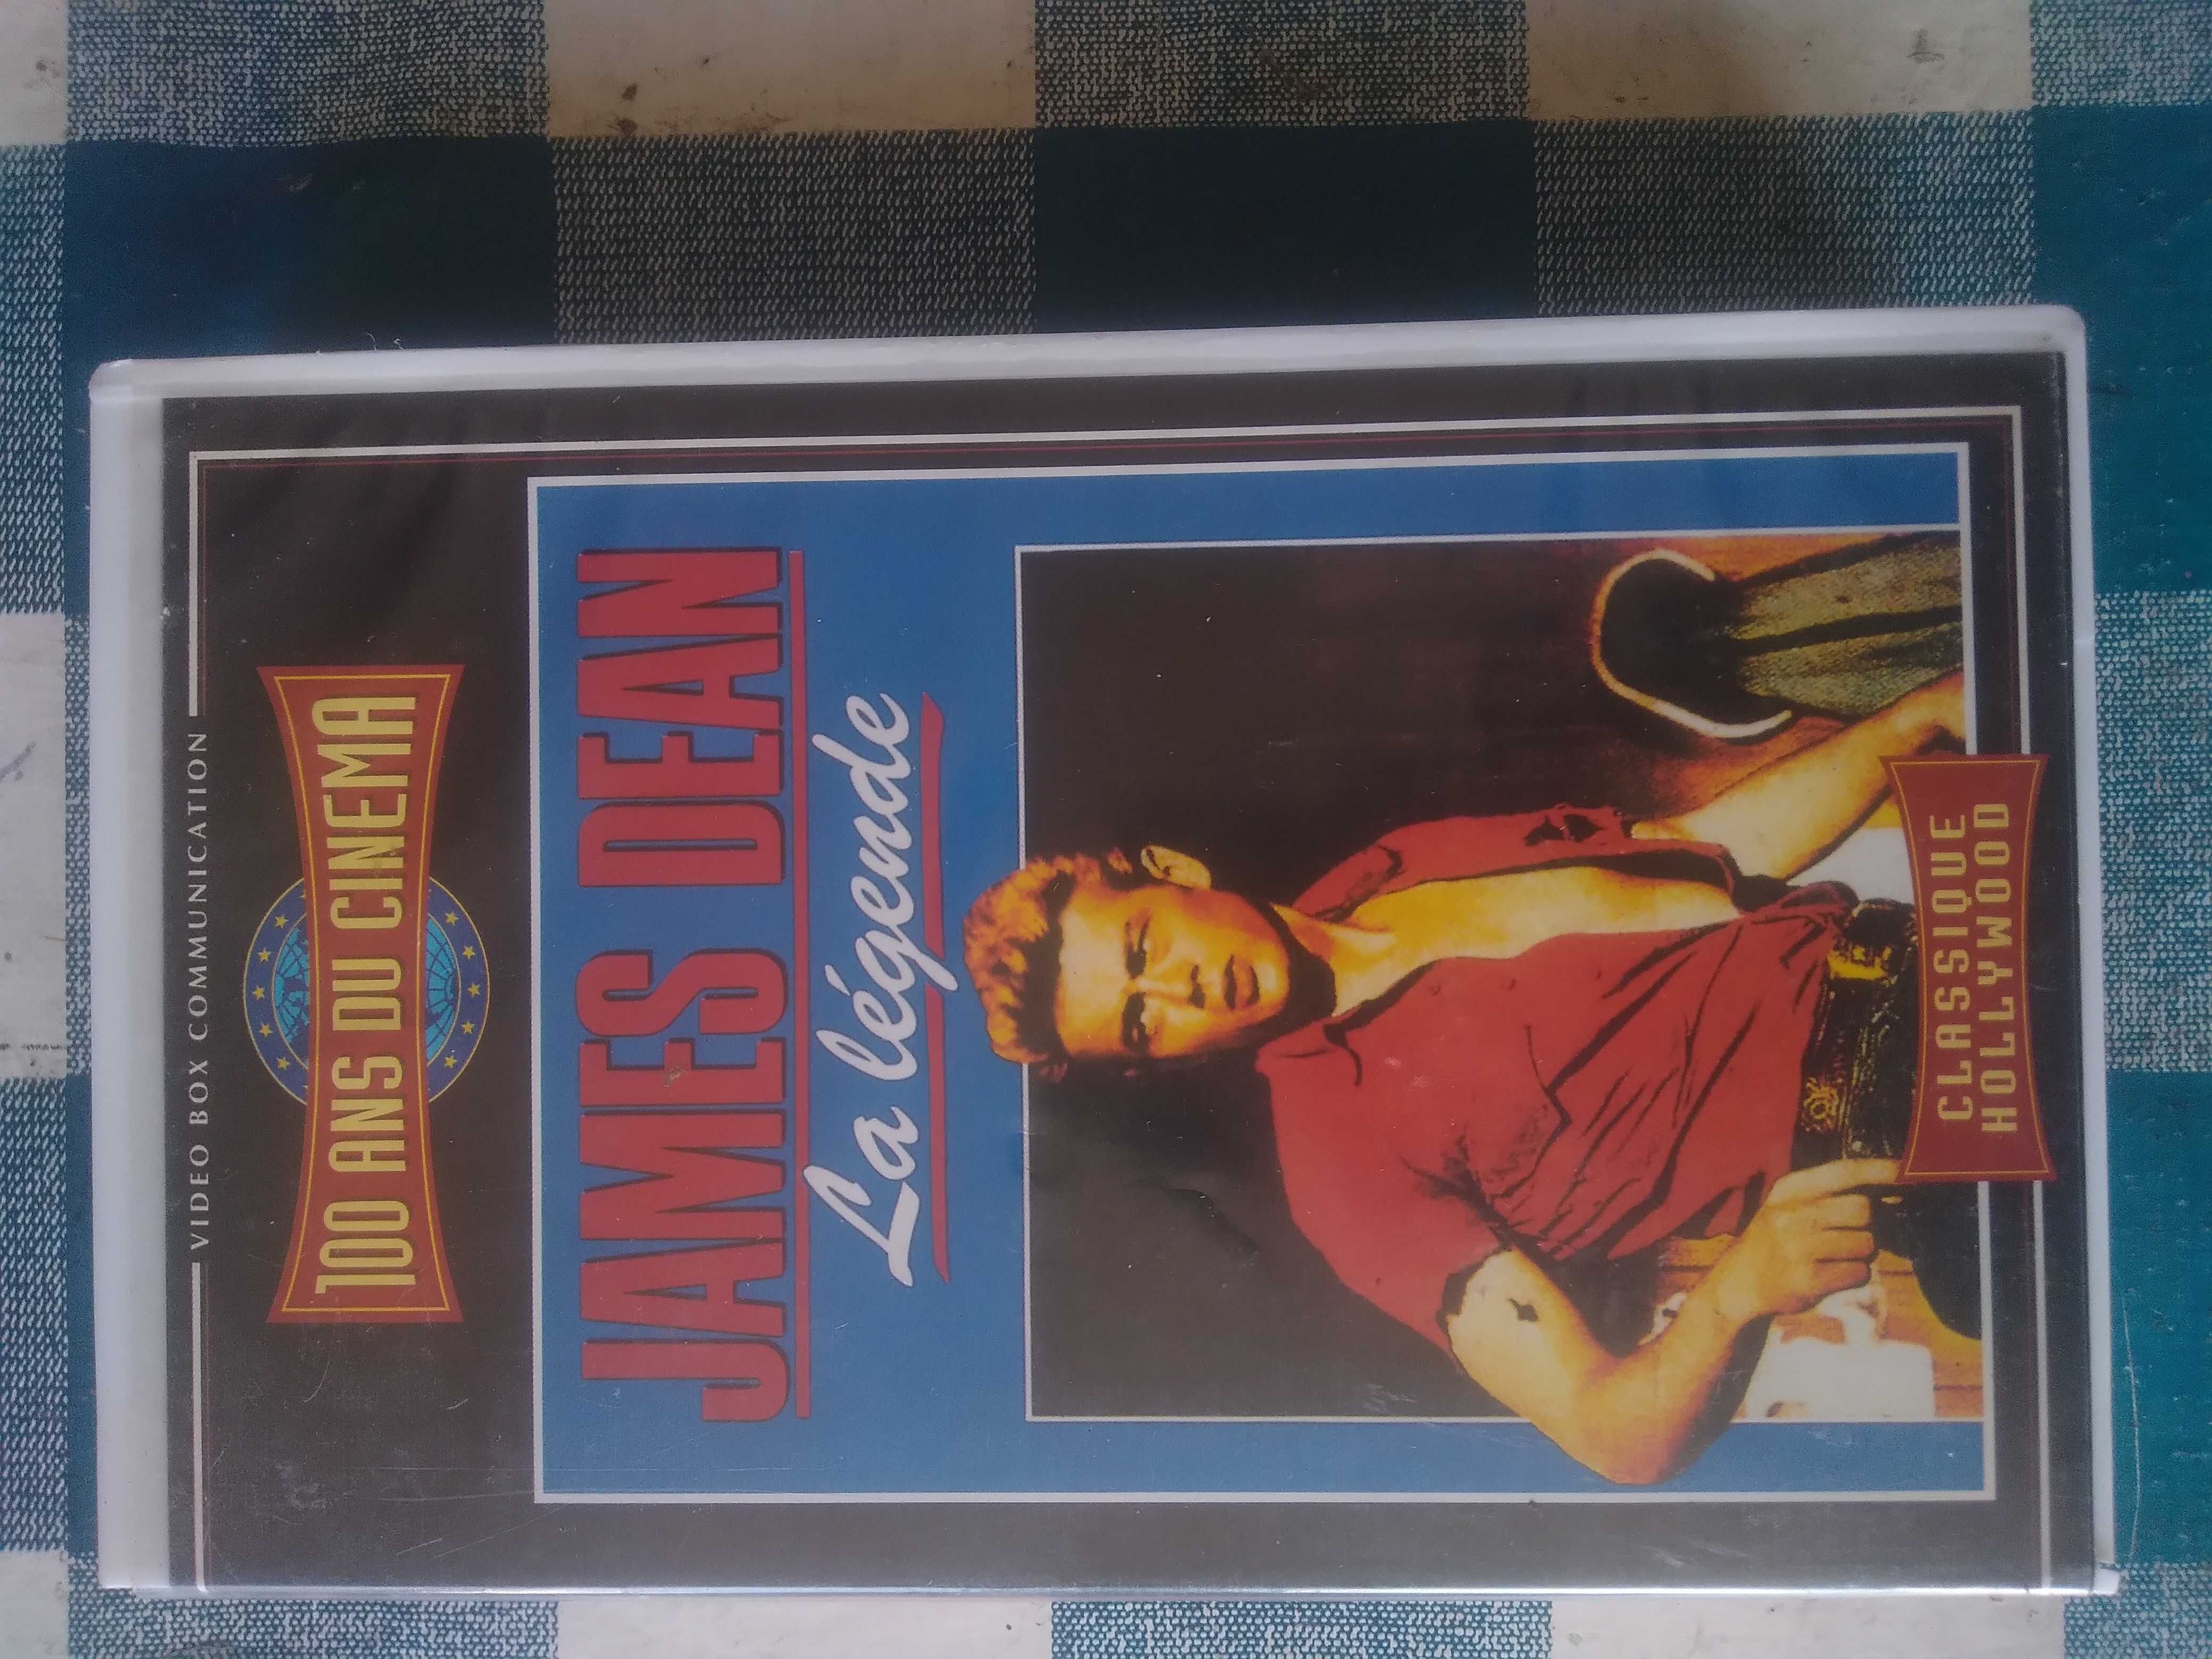 VIDEO BOX COMMUNICATION
100 ANS DU CINEMA
JAMES DEAN
La légende
CLASSIQUE
HOLLYWOOD